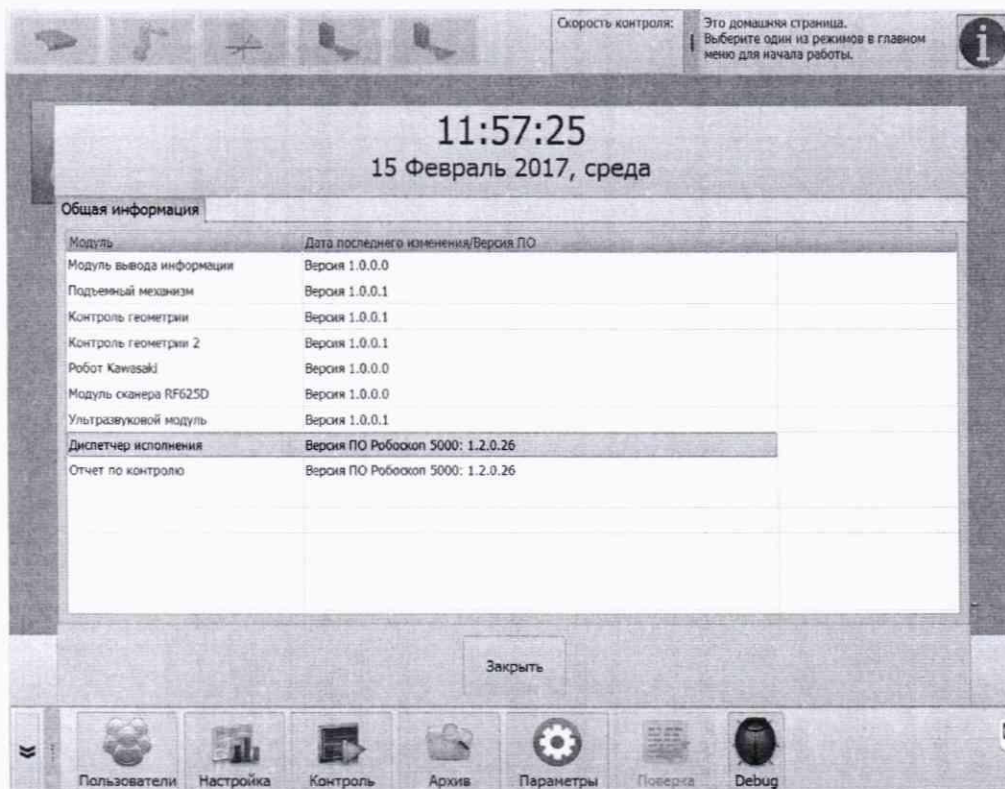 Скорость контроля:
Это домашняя страница.
Выберите один из режимов в главном
меню для начала работы.
11:57:25
15 Февраль 2017, среда
Общая информация
Модуль Дата последнего изменения/Версия ПО
Модуль вывода информации Версия 1.0.0.0
Подъемный механизм Версия 1.0.0.1
Контроль геометрии Версия 1.0.0.1
Контроль геометрии 2 Версия 1.0.0.1
Робот Kawasaki Версия 1.0.0.0
Модуль сканера RF625D Версия 1.0.0.0
Ультразвуковой модуль Версия 1.0.0.1
Диспетчер исполнения Версия ПО Робоскоп 5000: 1.2.0.26
Отчет по контролю Версия ПО Робоскоп 5000: 1.2.0.26
Закрыть
Пользователи Настройка Контроль Архив Параметры Поверка Debug